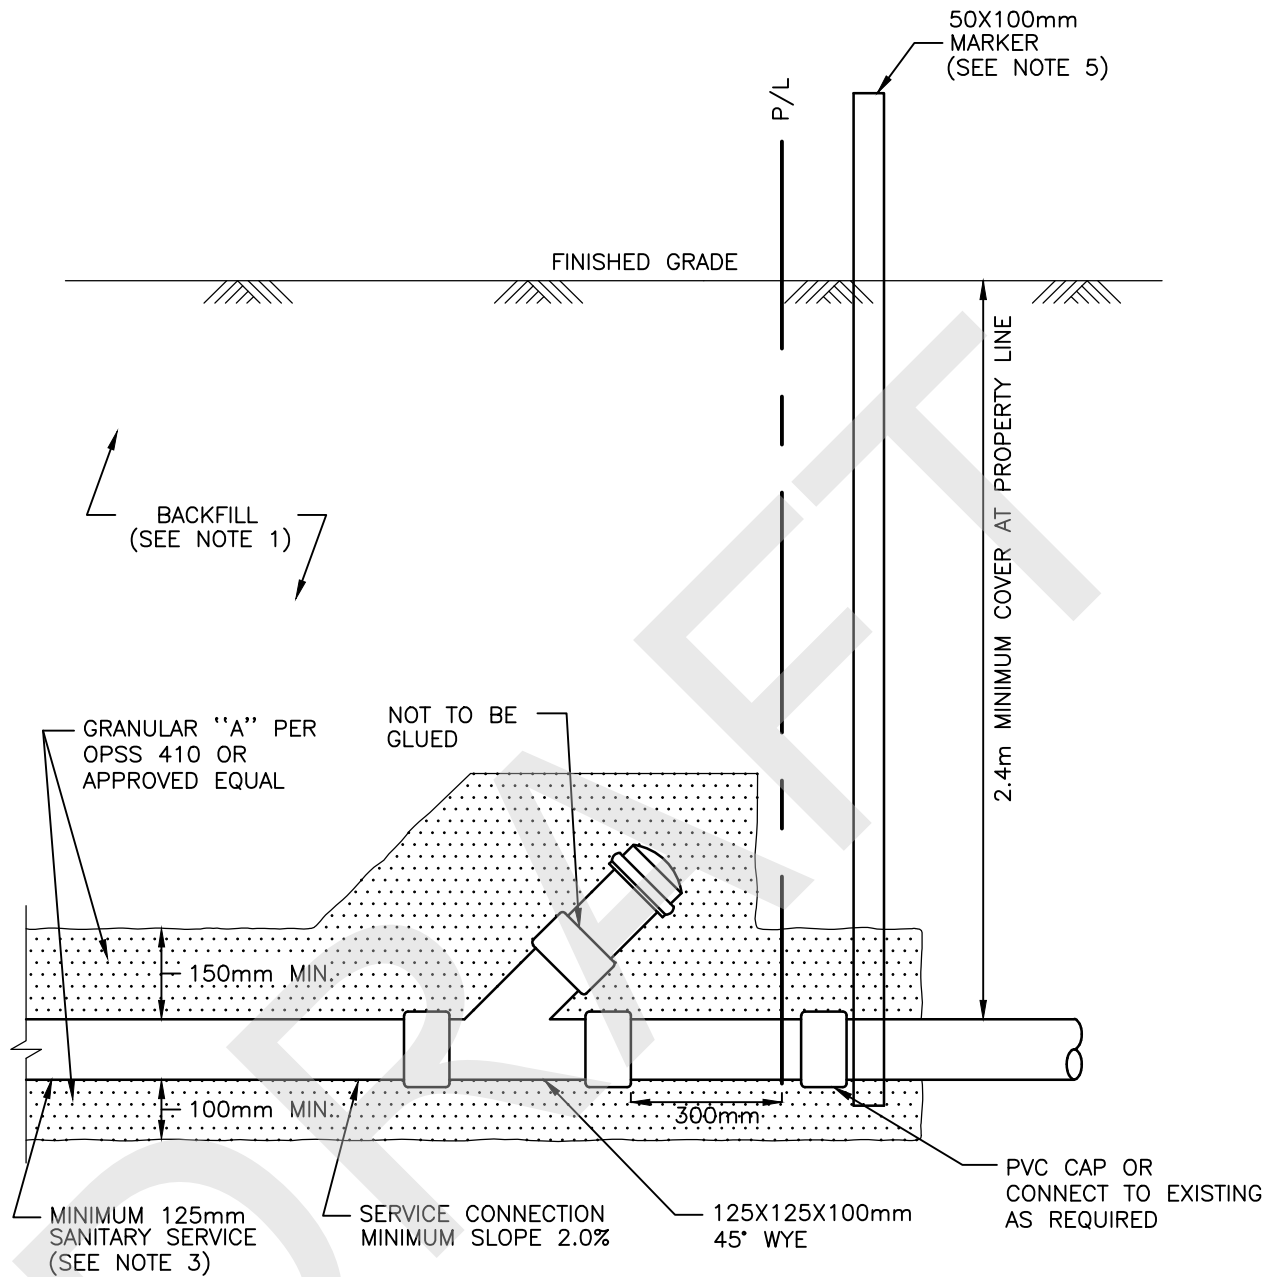 50X100mm
MARKER
(SEE NOTE 5)
P/L
FINISHED GRADE
2.4m MINIMUM COVER AT PROPERTY LINE
BACKFILL
(SEE NOTE 1)
GRANULAR ‘‘A’’ PER
OPSS 410 OR
APPROVED EQUAL
NOT TO BE
GLUED
150mm MIN.
100mm MIN.
300mm
MINIMUM 125mm
SANITARY SERVICE
(SEE NOTE 3)
SERVICE CONNECTION
MINIMUM SLOPE 2.0%
125X125X100mm
45° WYE
PVC CAP OR
CONNECT TO EXISTING
AS REQUIRED
DRAFT